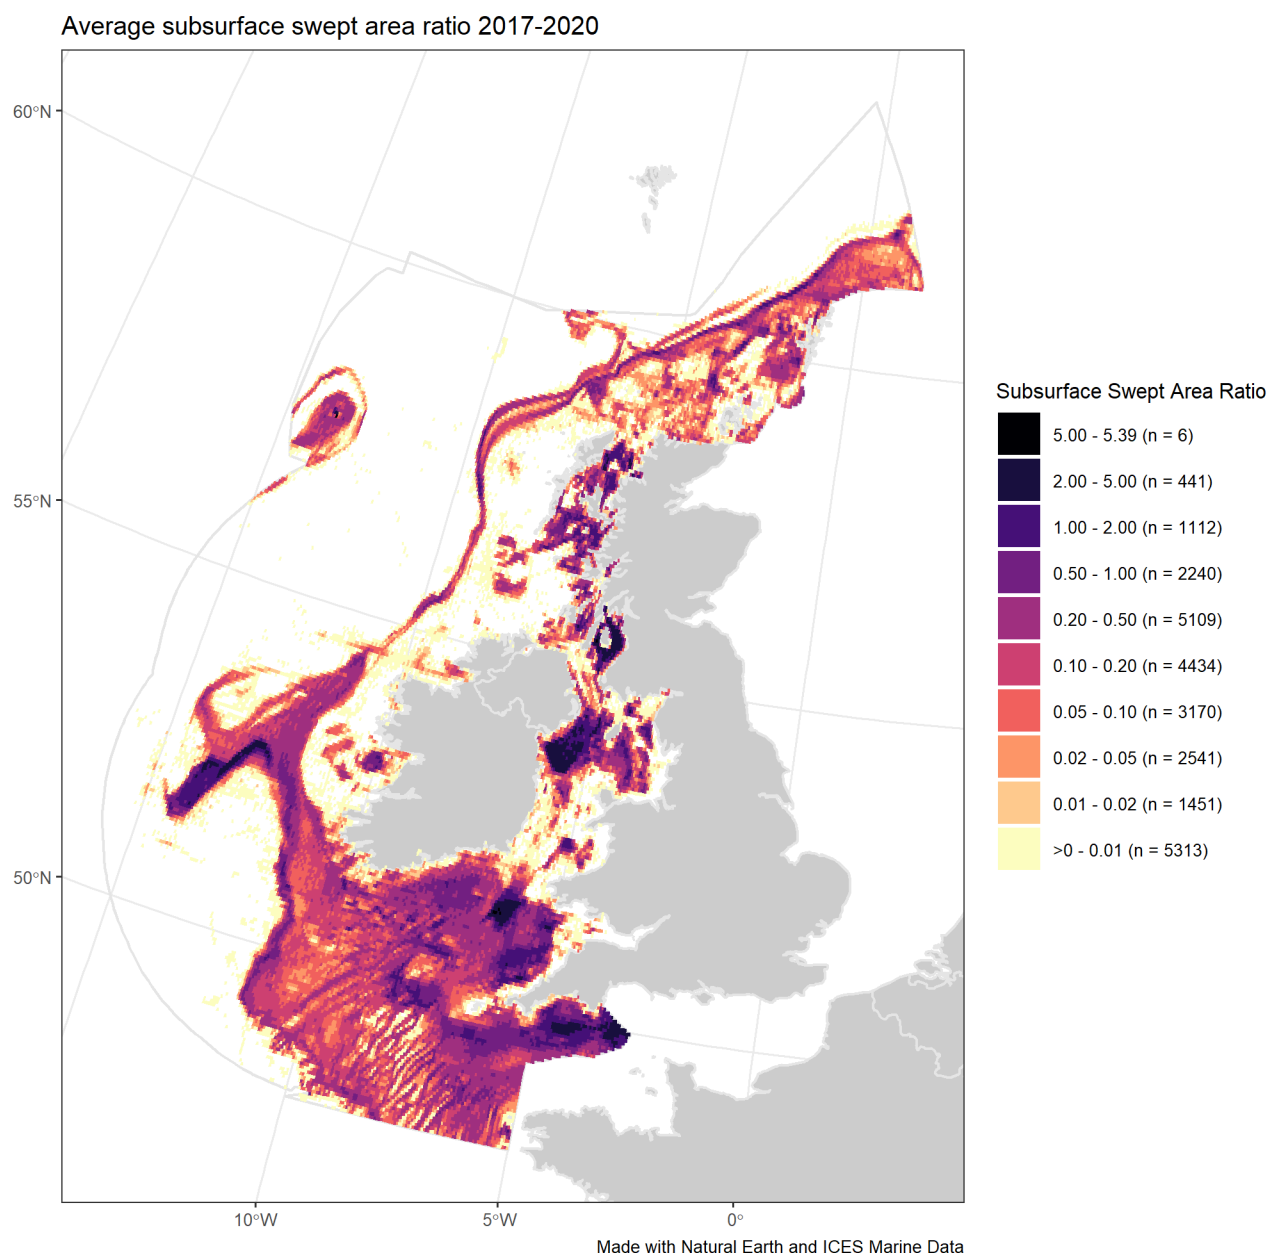 Average subsurface swept area ratio 2017-2020
60°N
55°N
50°N
10°W
5°W
0°
Subsurface Swept Area Ratio
5.00 - 5.39 (n = 6)
2.00 - 5.00 (n = 441)
1.00 - 2.00 (n = 1112)
0.50 - 1.00 (n = 2240)
0.20 - 0.50 (n = 5109)
0.10 - 0.20 (n = 4434)
0.05 - 0.10 (n = 3170)
0.02 - 0.05 (n = 2541)
0.01 - 0.02 (n = 1451)
>0 - 0.01 (n = 5313)
Made with Natural Earth and ICES Marine Data